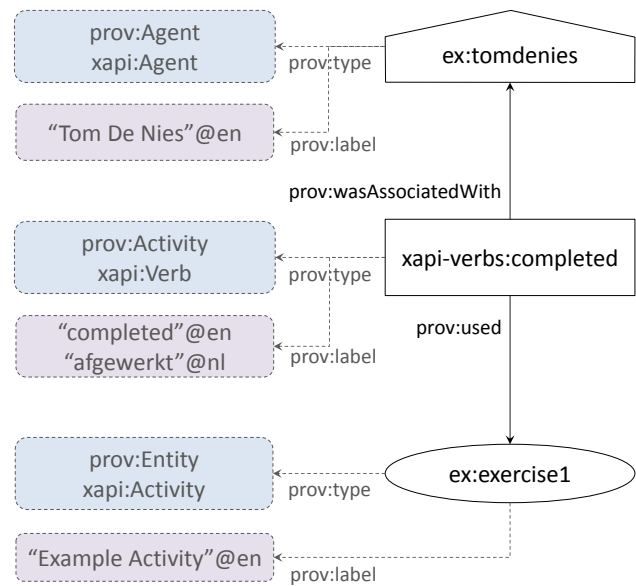 prov:Agent
xapi:Agent
prov:type
ex:tomdenies
“Tom De Nies”@en
prov:label
prov:wasAssociatedWith
prov:Activity
xapi:Verb
prov:type
xapi-verbs:completed
“completed”@en
“afgewerkt”@nl
prov:label
prov:used
prov:Entity
xapi:Activity
prov:type
ex:exercise1
“Example Activity”@en
prov:label